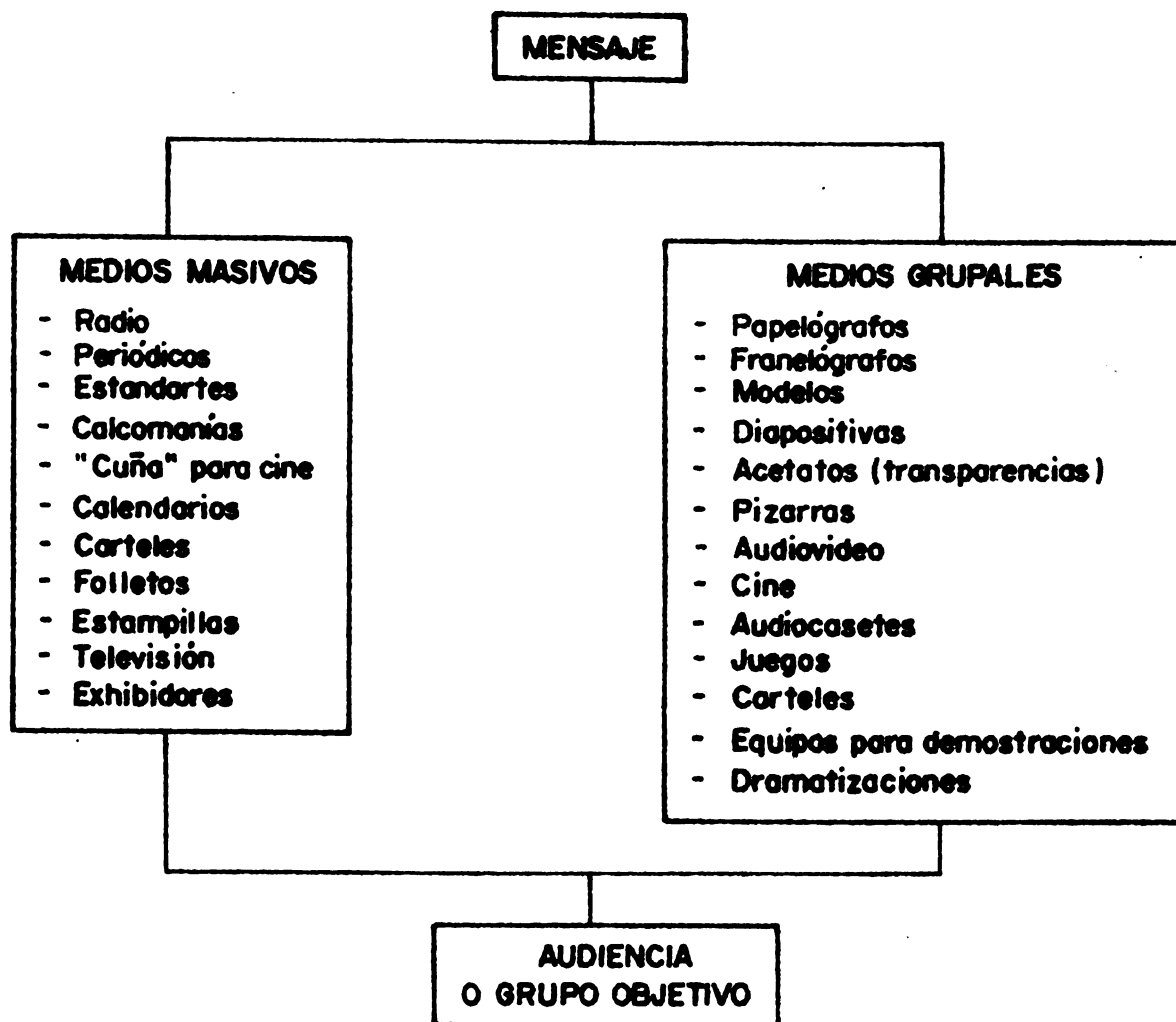 MENSAJE
MEDIOS MASIVOS
- Radio
- Periódicos
- Estandartes
- Calcomanías
- "Cuña" para cine
- Calendarios
- Carteles
- Folletos
- Estampillas
- Televisión
- Exhibidores
MEDIOS GRUPALES
- Papelógrafos
- Franelógrafos
- Modelos
- Diapositivas
- Acetatos (transparencias)
- Pizarras
- Audiovideo
- Cine
- Audiocasetes
- Juegos
- Carteles
- Equipos para demostraciones
- Dramatizaciones
AUDIENCIA
O GRUPO OBJETIVO